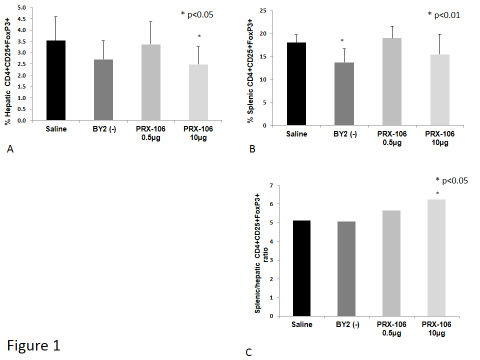 * p<0.05
% Hepatic CD4+CD25+FoxP3+
5.0
4.5
4.0
3.5
3.0
2.5
2.0
1.5
1.0
0.5
0.0
*
Saline BY2 (-) PRX-106 0.5µg PRX-106 10µg
A
* p<0.01
% Splenic CD4+CD25+FoxP3+
25
20
15
10
5
0
*
Saline BY2 (-) PRX-106 0.5µg PRX-106 10µg
B
* p<0.05
Splenic/hepatic CD4+CD25+FoxP3+
ratio
7
6
5
4
3
2
1
0
*
Saline BY2 (-) PRX-106 0.5µg PRX-106 10µg
C
Figure 1